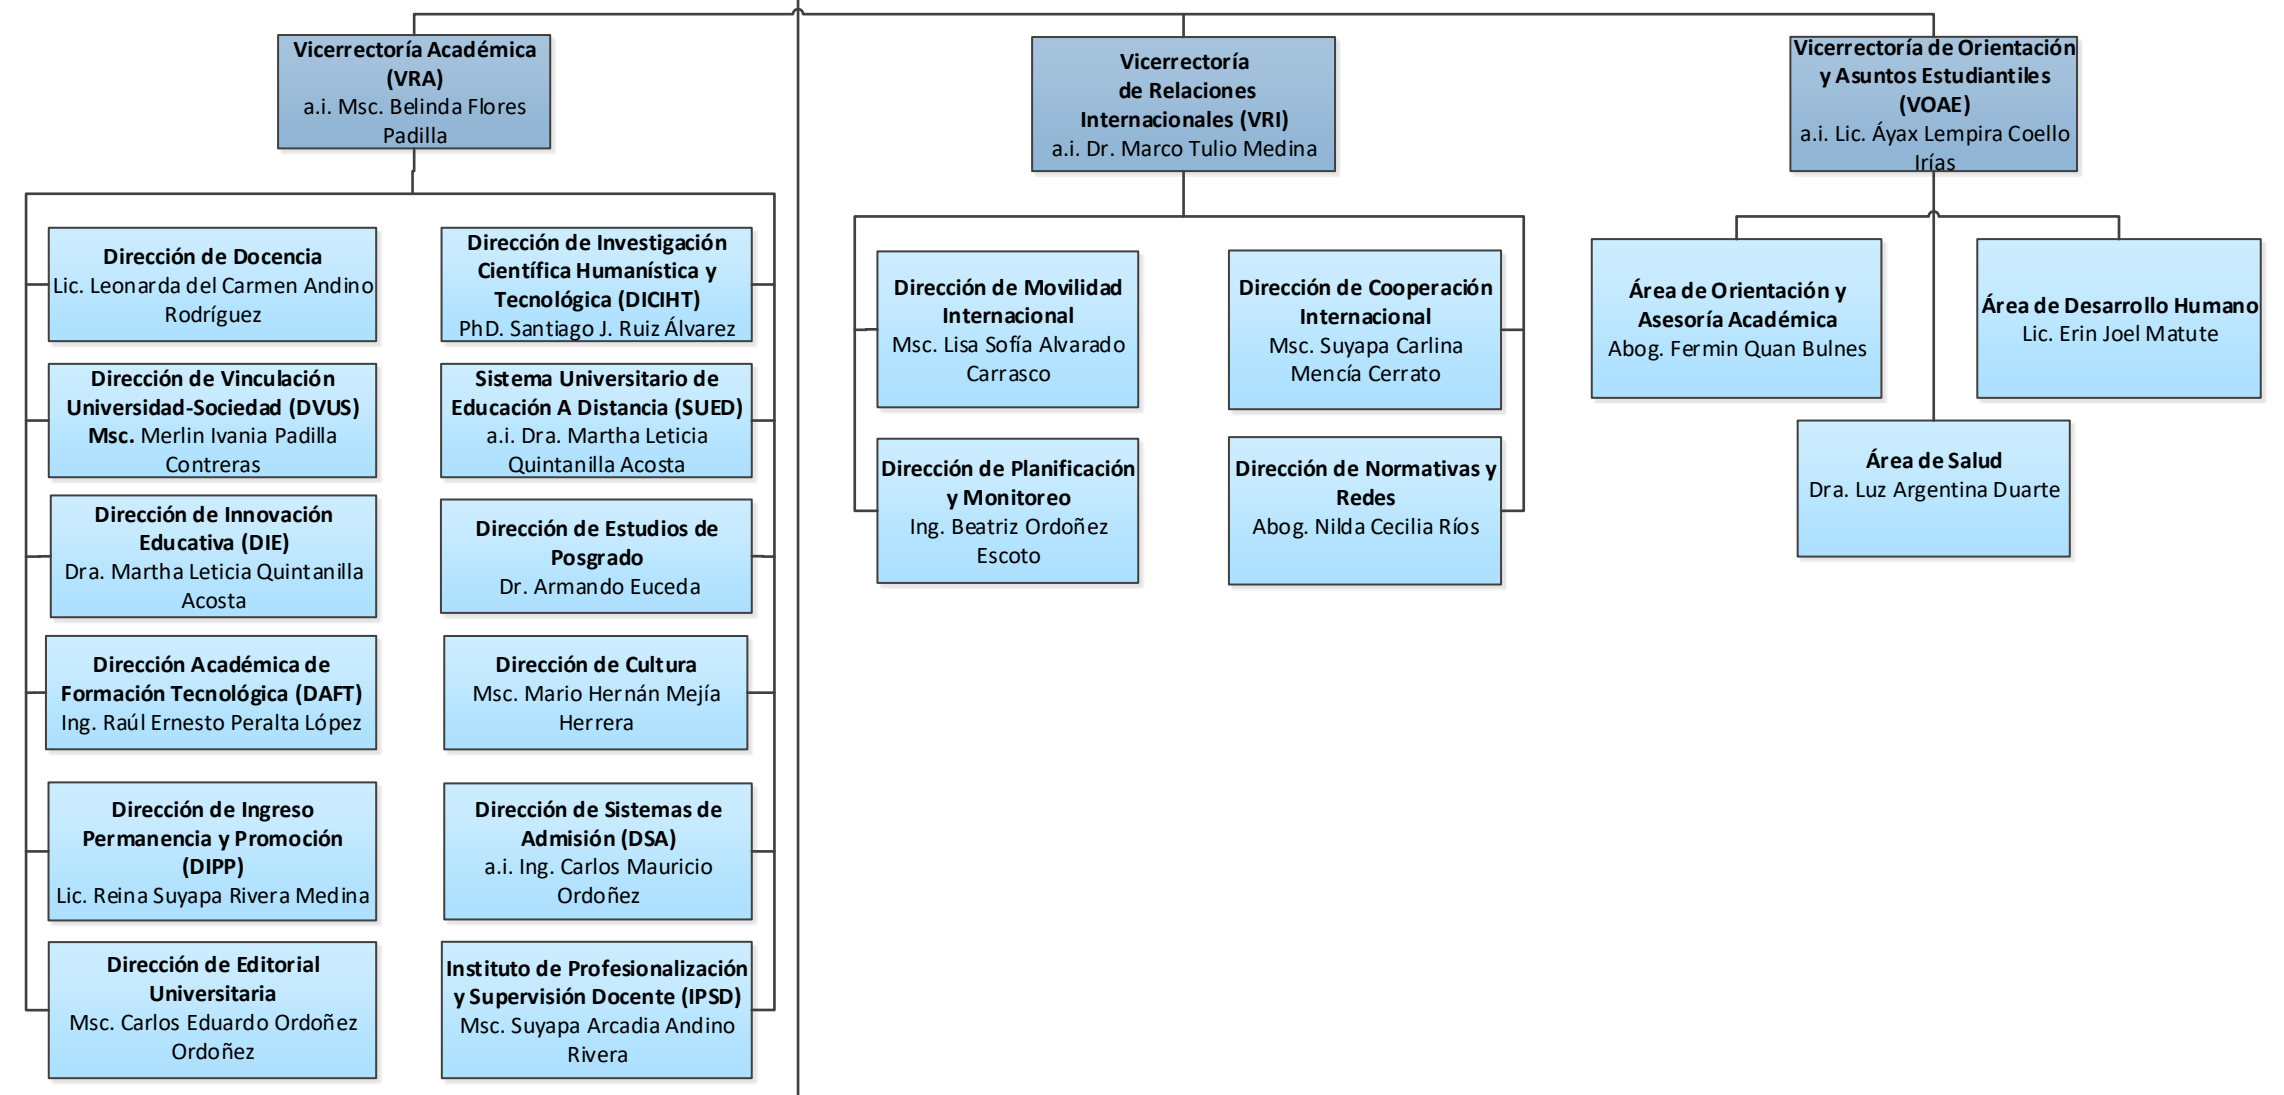 Vicerrectoría Académica
(VRA)
a.i. Msc. Belinda Flores
Padilla
Vicerrectoría
de Relaciones
Internacionales (VRI)
a.i. Dr. Marco Tulio Medina
Vicerrectoría de Orientación
y Asuntos Estudiantiles
(VOAE)
a.i. Lic. Áyax Lempira Coello
Irías
Dirección de Docencia
Lic. Leonarda del Carmen Andino
Rodríguez
Dirección de Investigación
Científica Humanística y
Tecnológica (DICIHT)
PhD. Santiago J. Ruiz Álvarez
Dirección de Vinculación
Universidad-Sociedad (DVUS)
Msc. Merlin Ivania Padilla
Contreras
Sistema Universitario de
Educación A Distancia (SUED)
a.i. Dra. Martha Leticia
Quintanilla Acosta
Dirección de Innovación
Educativa (DIE)
Dra. Martha Leticia Quintanilla
Acosta
Dirección de Estudios de
Posgrado
Dr. Armando Euceda
Dirección Académica de
Formación Tecnológica (DAFT)
Ing. Raúl Ernesto Peralta López
Dirección de Cultura
Msc. Mario Hernán Mejía
Herrera
Dirección de Ingreso
Permanencia y Promoción
(DIPP)
Lic. Reina Suyapa Rivera Medina
Dirección de Sistemas de
Admisión (DSA)
a.i. Ing. Carlos Mauricio
Ordoñez
Dirección de Editorial
Universitaria
Msc. Carlos Eduardo Ordoñez
Ordoñez
Instituto de Profesionalización
y Supervisión Docente (IPSD)
Msc. Suyapa Arcadia Andino
Rivera
Dirección de Movilidad
Internacional
Msc. Lisa Sofía Alvarado
Carrasco
Dirección de Cooperación
Internacional
Msc. Suyapa Carlina
Mencía Cerrato
Dirección de Planificación
y Monitoreo
Ing. Beatriz Ordoñez
Escoto
Dirección de Normativas y
Redes
Abog. Nilda Cecilia Ríos
Área de Orientación y
Asesoría Académica
Abog. Fermin Quan Bulnes
Área de Desarrollo Humano
Lic. Erin Joel Matute
Área de Salud
Dra. Luz Argentina Duarte